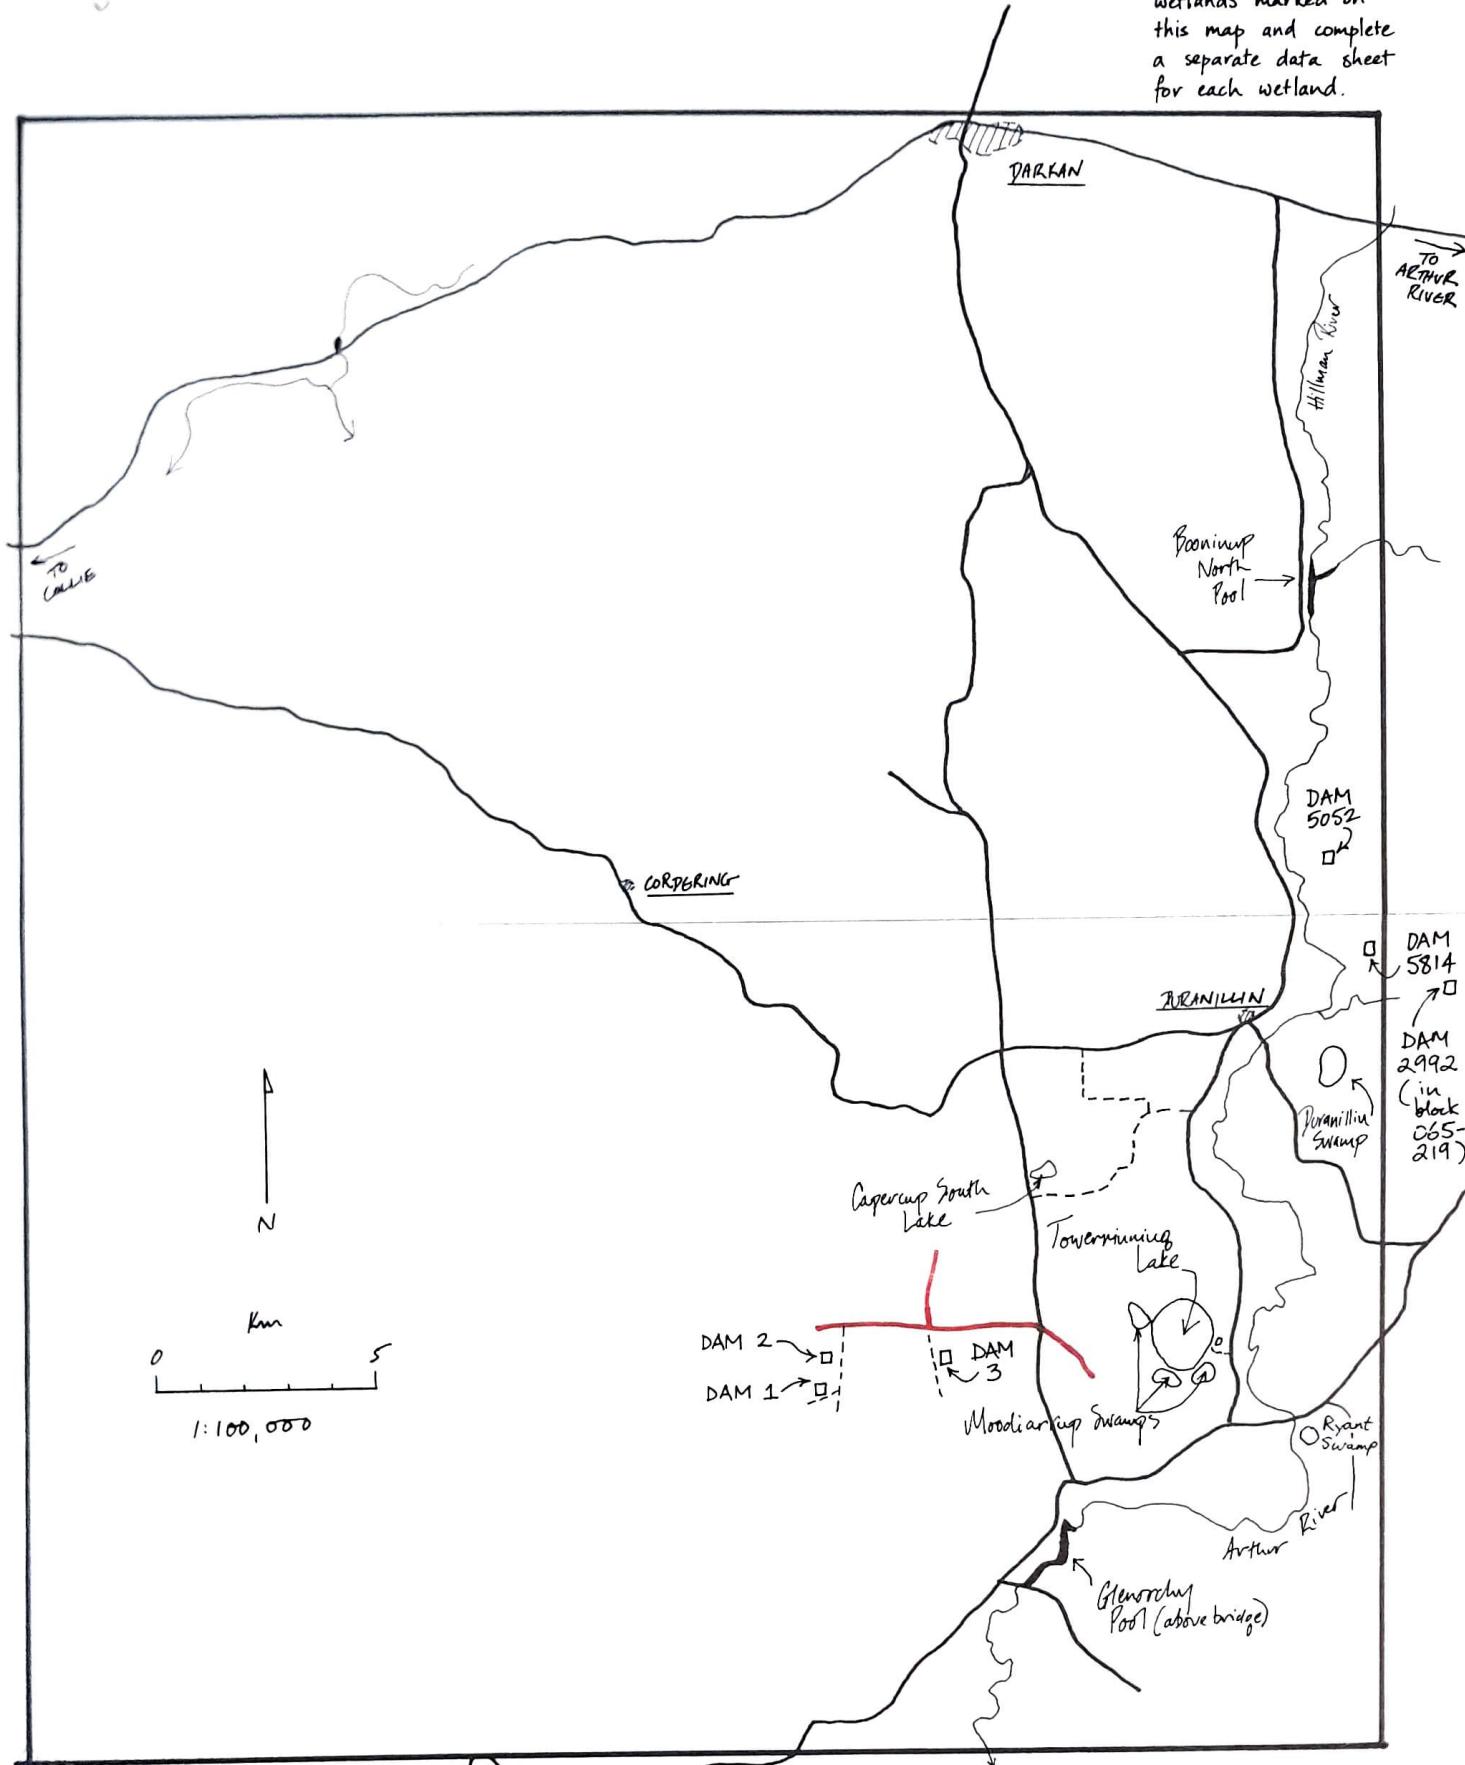 wetlands marked on
this map and complete
a separate data sheet
for each wetland.
DARKAN
TO
ARTHUR
RIVER
Hillman River
TO
COLLIE
Booninup
North
Pool
DAM
5052
CORDERING
DAM
5814
DURANILLIN
DAM
2992
(in
block
065-
219)
Duranillin
Swamp
Capercup South
Lake
Towerrinning
Lake
N
Km
0 5
1:100,000
DAM 2
DAM 1
DAM
3
Moodiarrup Swamps
Ryant
Swamp
Arthur River
Glenorchy
Pool (above bridge)